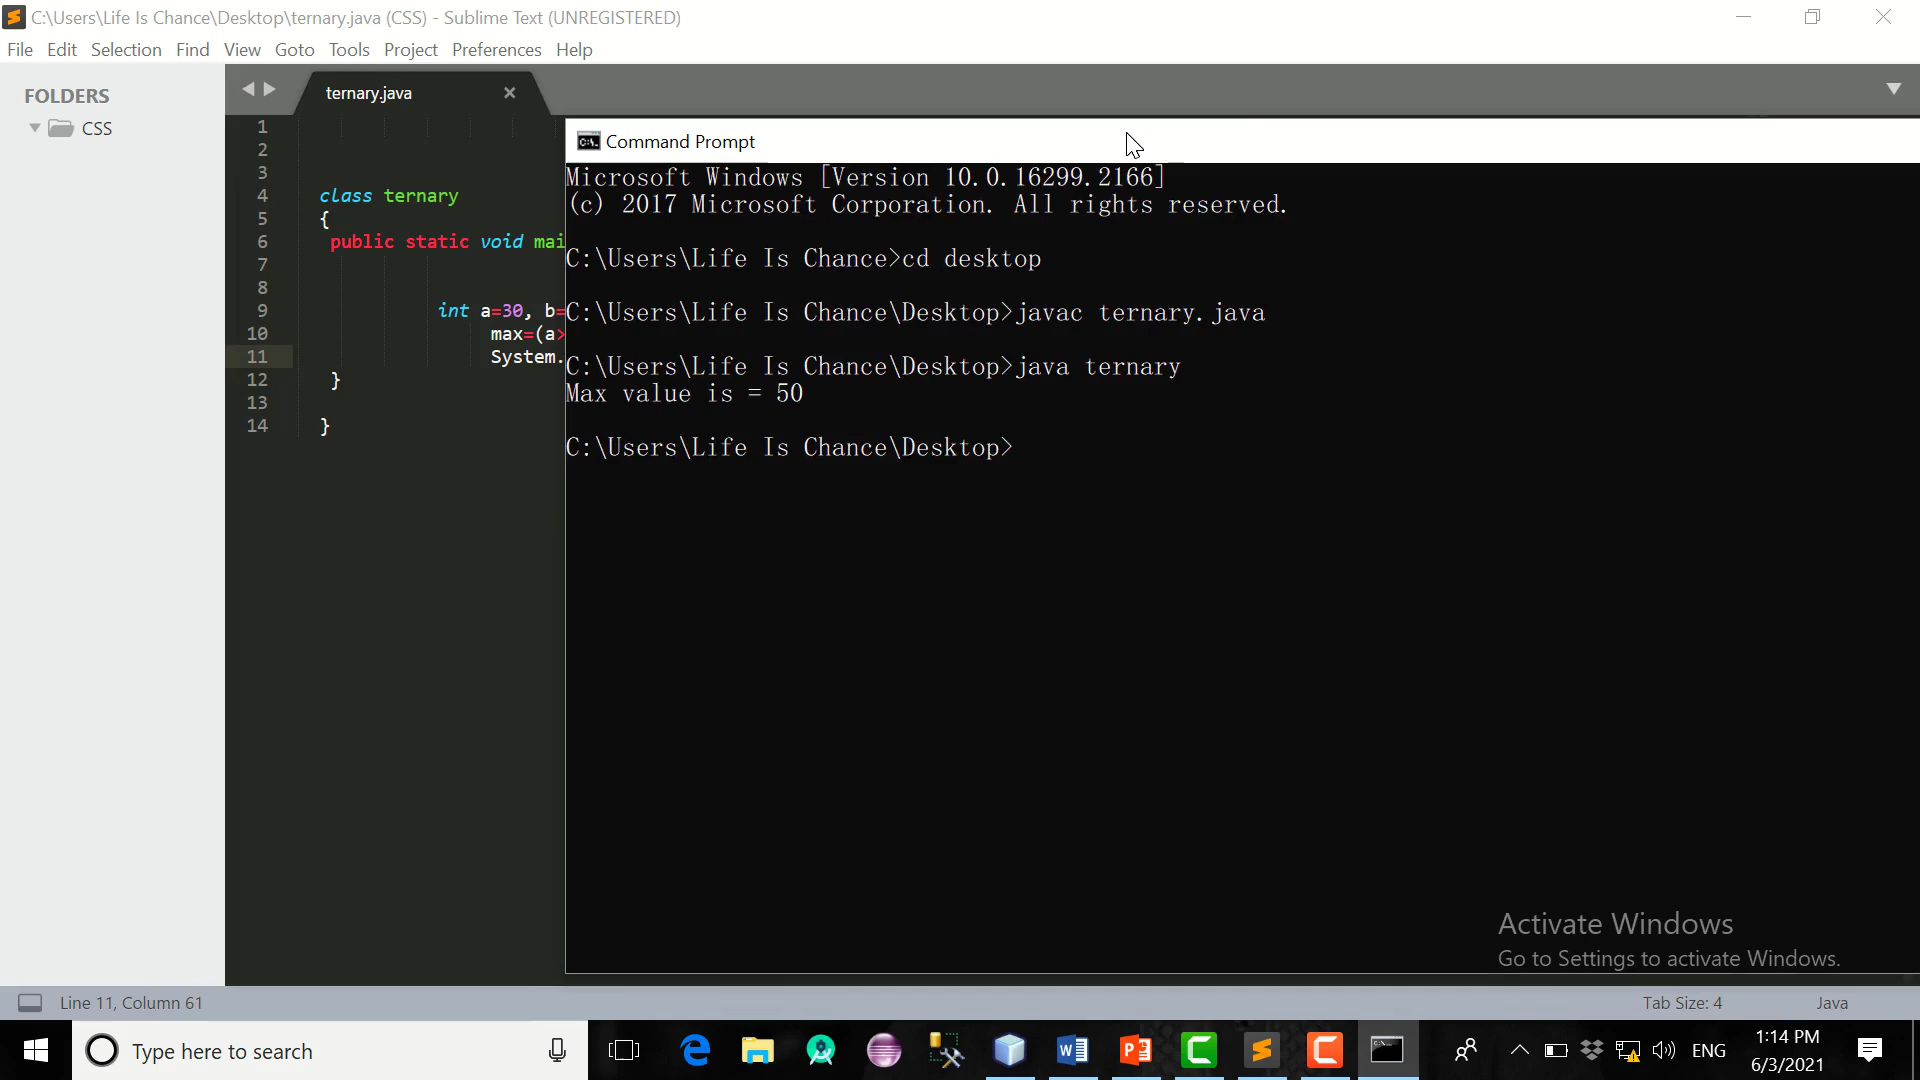 C:\Users\Life Is Chance\Desktop\ternary.java (CSS) - Sublime Text (UNREGISTERED)
File Edit Selection Find View Goto Tools Project Preferences Help
FOLDERS
CSS
ternary.java
1
2
3
4 class ternary
5 {
6 public static void mai
7
8
9 int a=30, b=
10 max=(a>
11 System.
12 }
13
14 }
Command Prompt
Microsoft Windows [Version 10.0.16299.2166]
(c) 2017 Microsoft Corporation. All rights reserved.
C:\Users\Life Is Chance>cd desktop
C:\Users\Life Is Chance\Desktop>javac ternary.java
C:\Users\Life Is Chance\Desktop>java ternary
Max value is = 50
C:\Users\Life Is Chance\Desktop>
Activate Windows
Go to Settings to activate Windows.
Line 11, Column 61
Tab Size: 4
Java
Type here to search
ENG
1:14 PM
6/3/2021